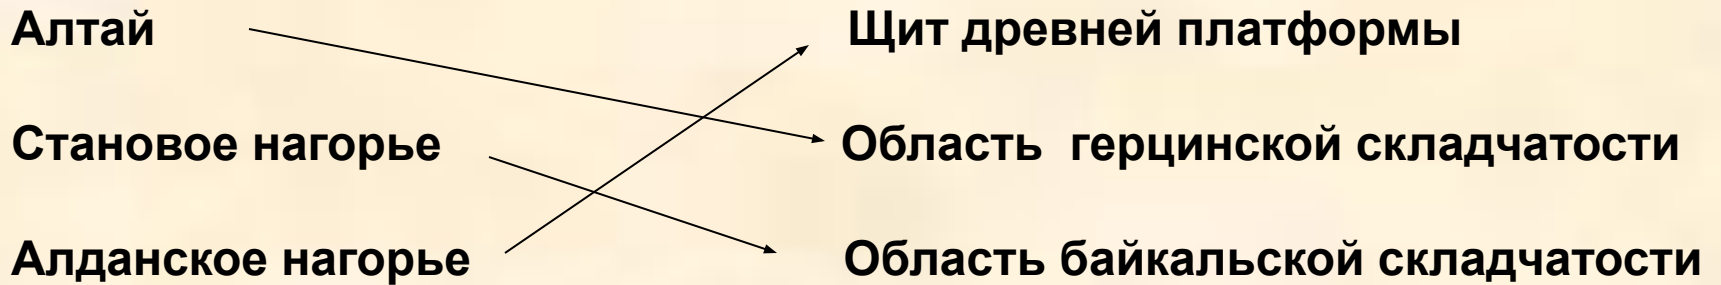 Алтай
Щит древней платформы
Становое нагорье
Область герцинской складчатости
Алданское нагорье
Область байкальской складчатости